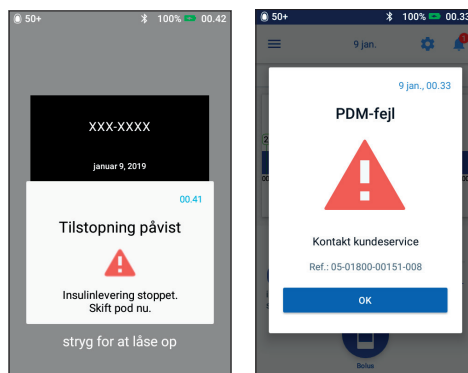 50+ 100% 00.42
XXX-XXXX
januar 9, 2019
00.41
Tilstopning påvist
Insulinlevering stoppet.
Skift pod nu.
stryg for at låse op
50+ 100% 00.33
9 jan.
1
9 jan., 00.33
PDM-fejl
Kontakt kundeservice
Ref.: 05-01800-00151-008
OK
Bolus